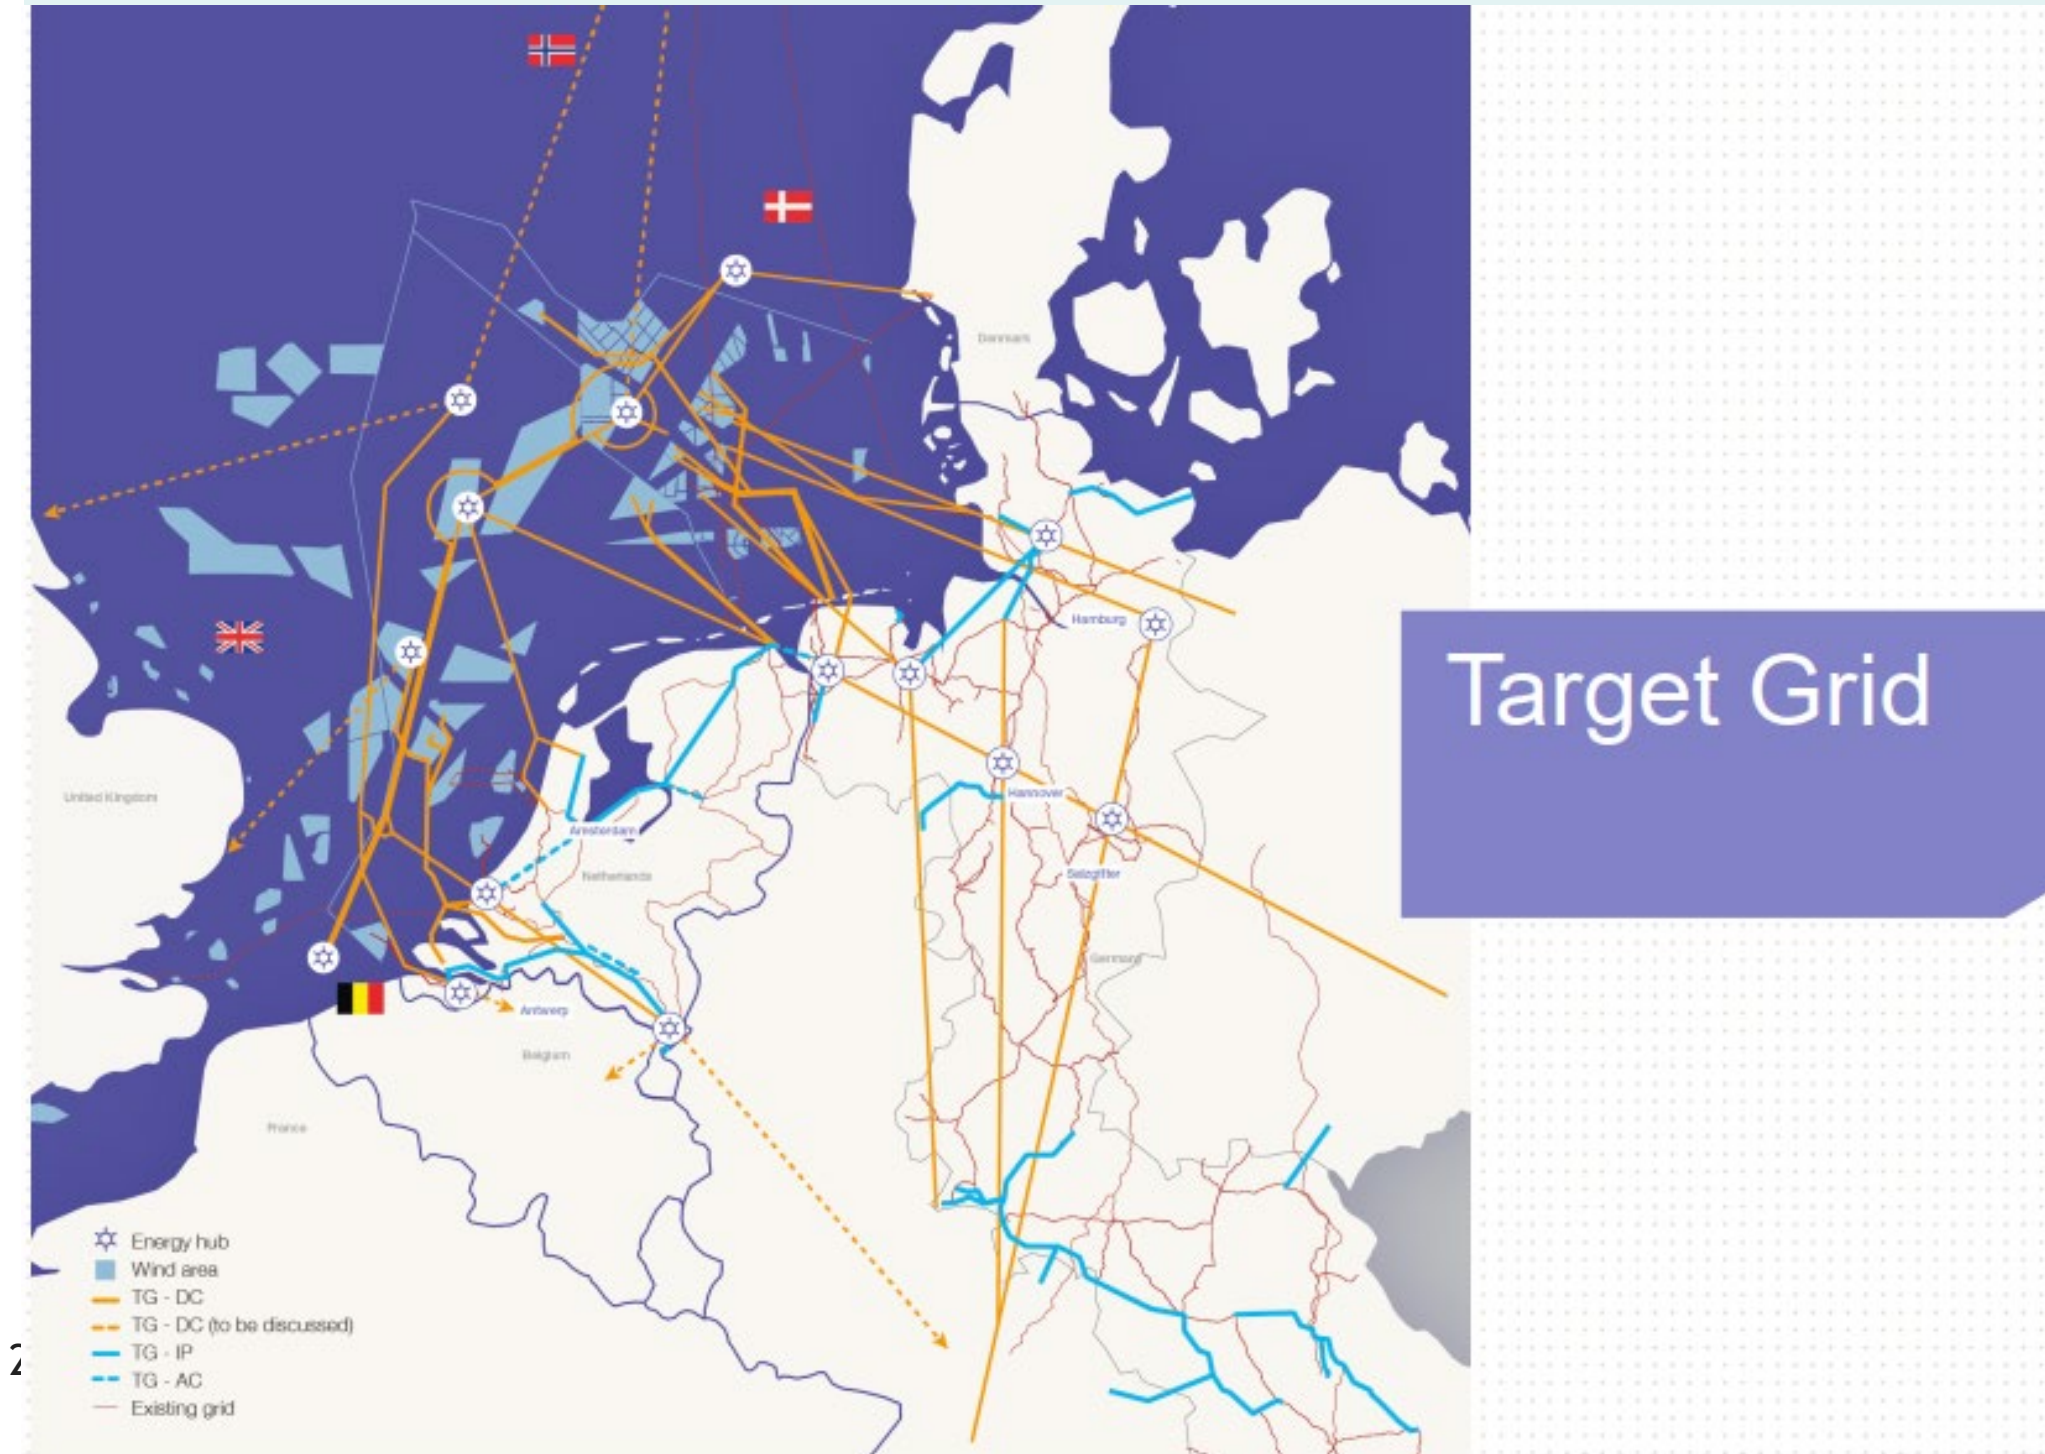 Denmark
Hamburg
Target Grid
United Kingdom
Hannover
Amsterdam
Netherlands
Salzgitter
Germany
Antwerp
Belgium
France
Energy hub
Wind area
TG - DC
TG - DC (to be discussed)
TG - IP
TG - AC
Existing grid